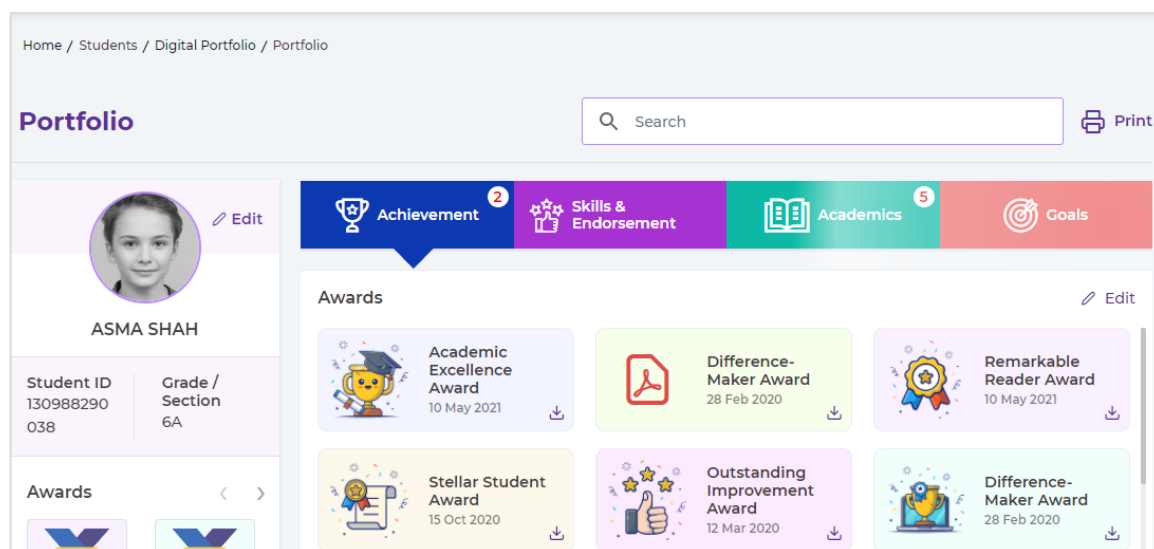 Home / Students / Digital Portfolio / Portfolio
Portfolio
Search
Print
Edit
ASMA SHAH
Student ID
130988290
038
Grade /
Section
6A
Awards
Achievement
2
Skills &
Endorsement
Academics
5
Goals
Awards
Edit
Academic
Excellence
Award
10 May 2021
Difference-
Maker Award
28 Feb 2020
Remarkable
Reader Award
10 May 2021
Stellar Student
Award
15 Oct 2020
Outstanding
Improvement
Award
12 Mar 2020
Difference-
Maker Award
28 Feb 2020